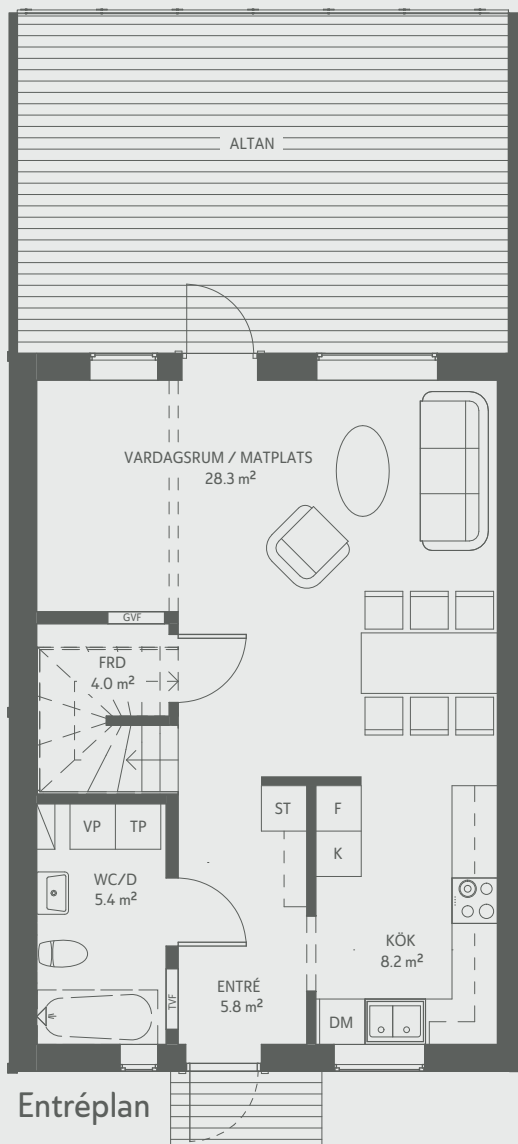 ALTAN
VARDAGSRUM / MATPLATS
28.3 m²
GVF
FRD
4.0 m²
ST
F
VP
TP
K
WC/D
5.4 m²
KÖK
8.2 m²
ENTRÉ
5.8 m²
TVF
DM
Entréplan